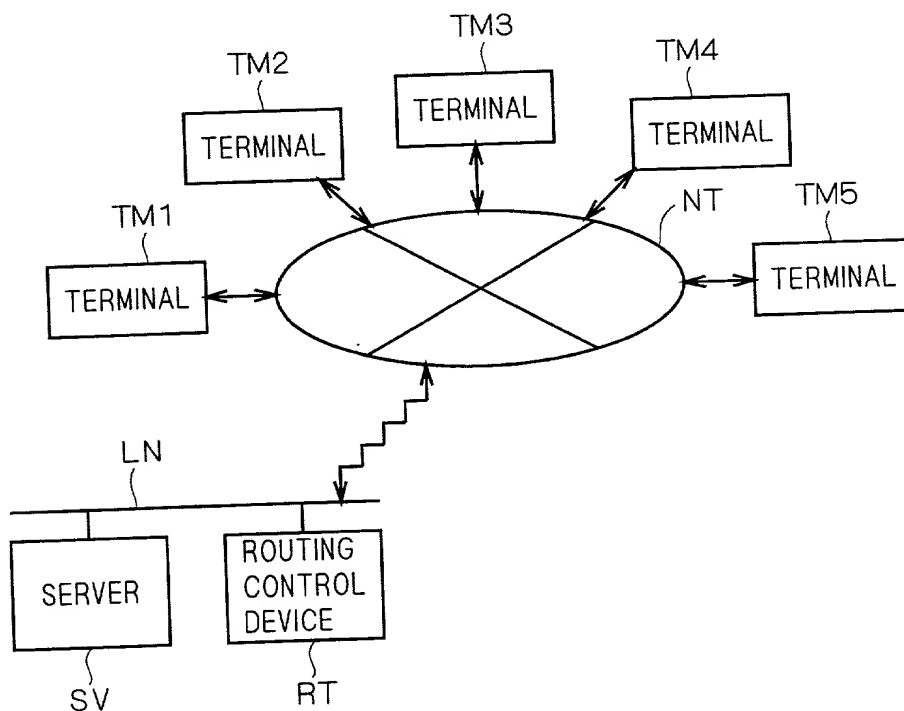 TM3
TM2
TM4
TERMINAL
TERMINAL
TERMINAL
NT
TM5
TM1
TERMINAL
TERMINAL
LN
SERVER
ROUTING
CONTROL
DEVICE
SV
RT